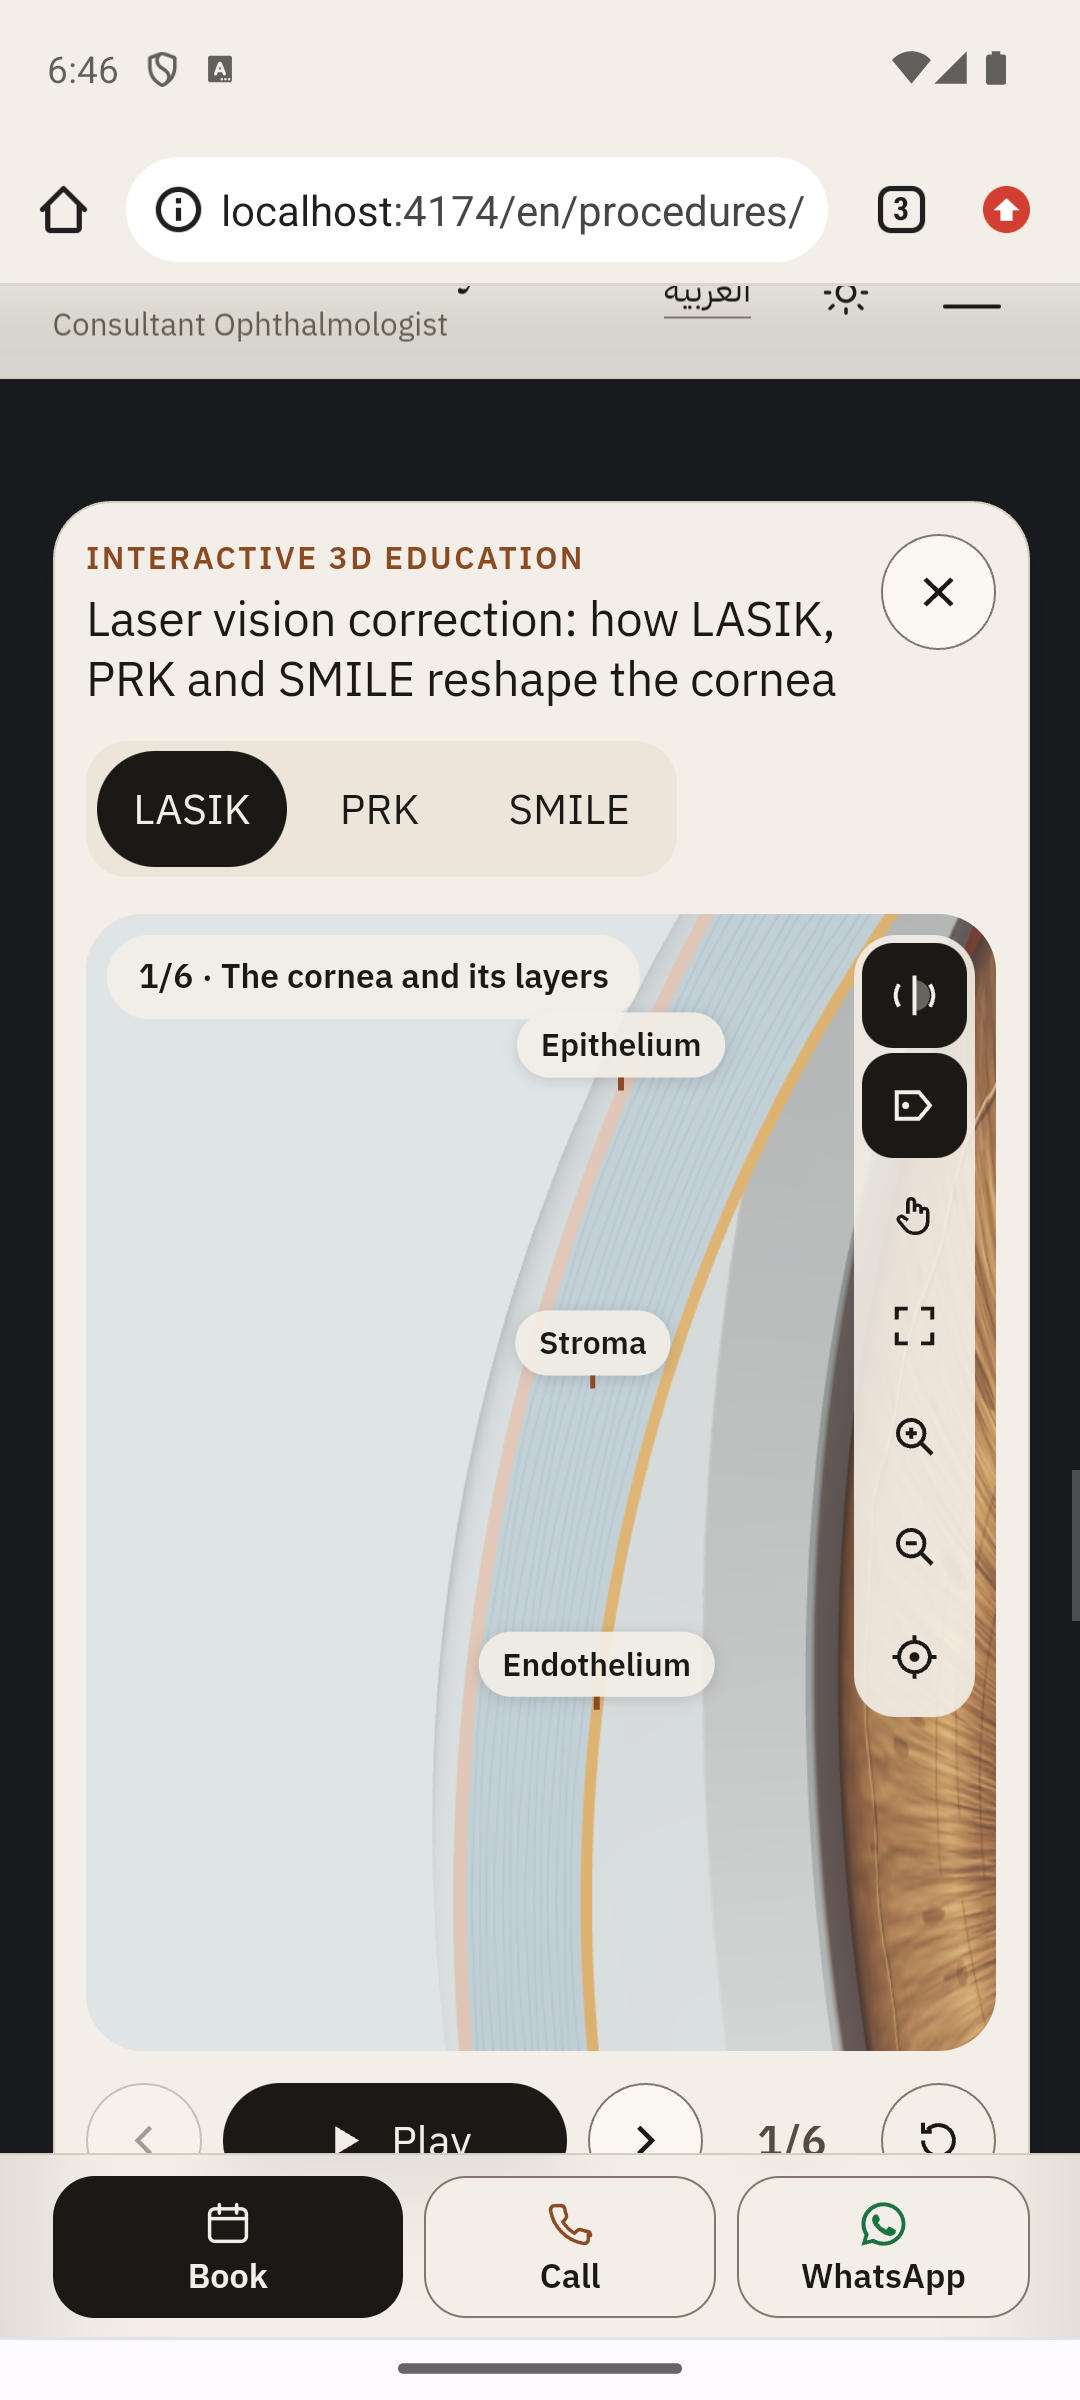 6:46
localhost:4174/en/procedures/
3
العربية
Consultant Ophthalmologist
INTERACTIVE 3D EDUCATION
Laser vision correction: how LASIK,
PRK and SMILE reshape the cornea
LASIK PRK SMILE
1/6 · The cornea and its layers
Epithelium
Stroma
Endothelium
Play 1/6
Book Call WhatsApp